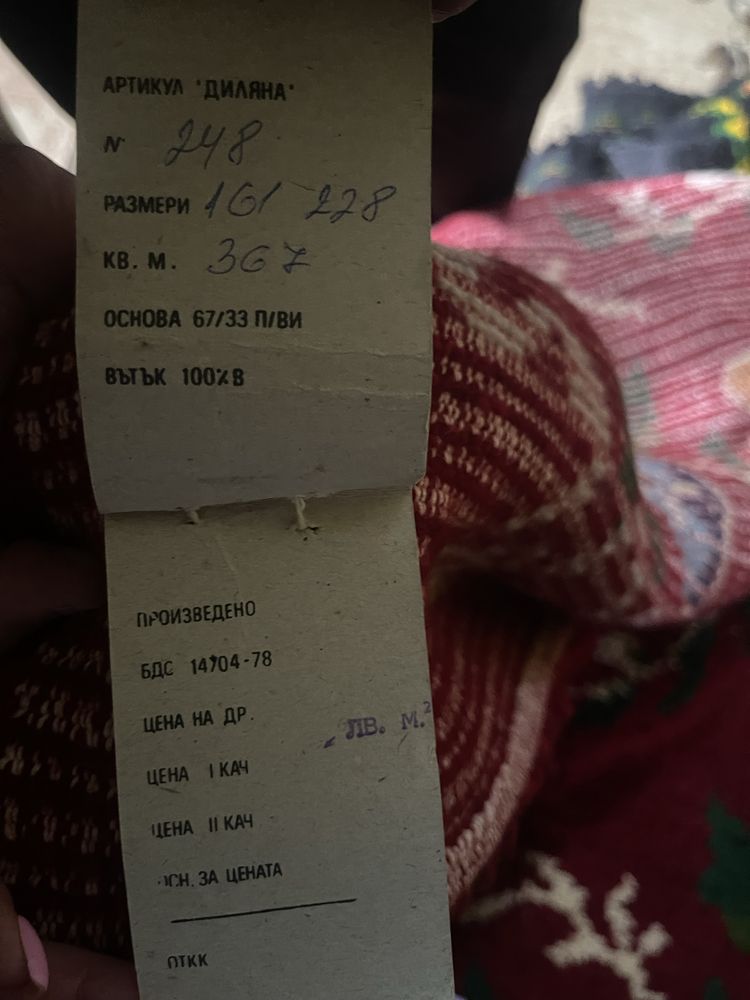 АРТИКУЛ "ДИЛЯНА"
N 248
РАЗМЕРИ 161 228
КВ. М. 367
ОСНОВА 67/33 П/ВИ
ВЪТЪК 100%В
ПРОИЗВЕДЕНО
БДС 14704-78
ЦЕНА НА ДР.
ЛВ. М.²
ЦЕНА I КАЧ
ЦЕНА II КАЧ
ОСН. ЗА ЦЕНАТА
ОТКК